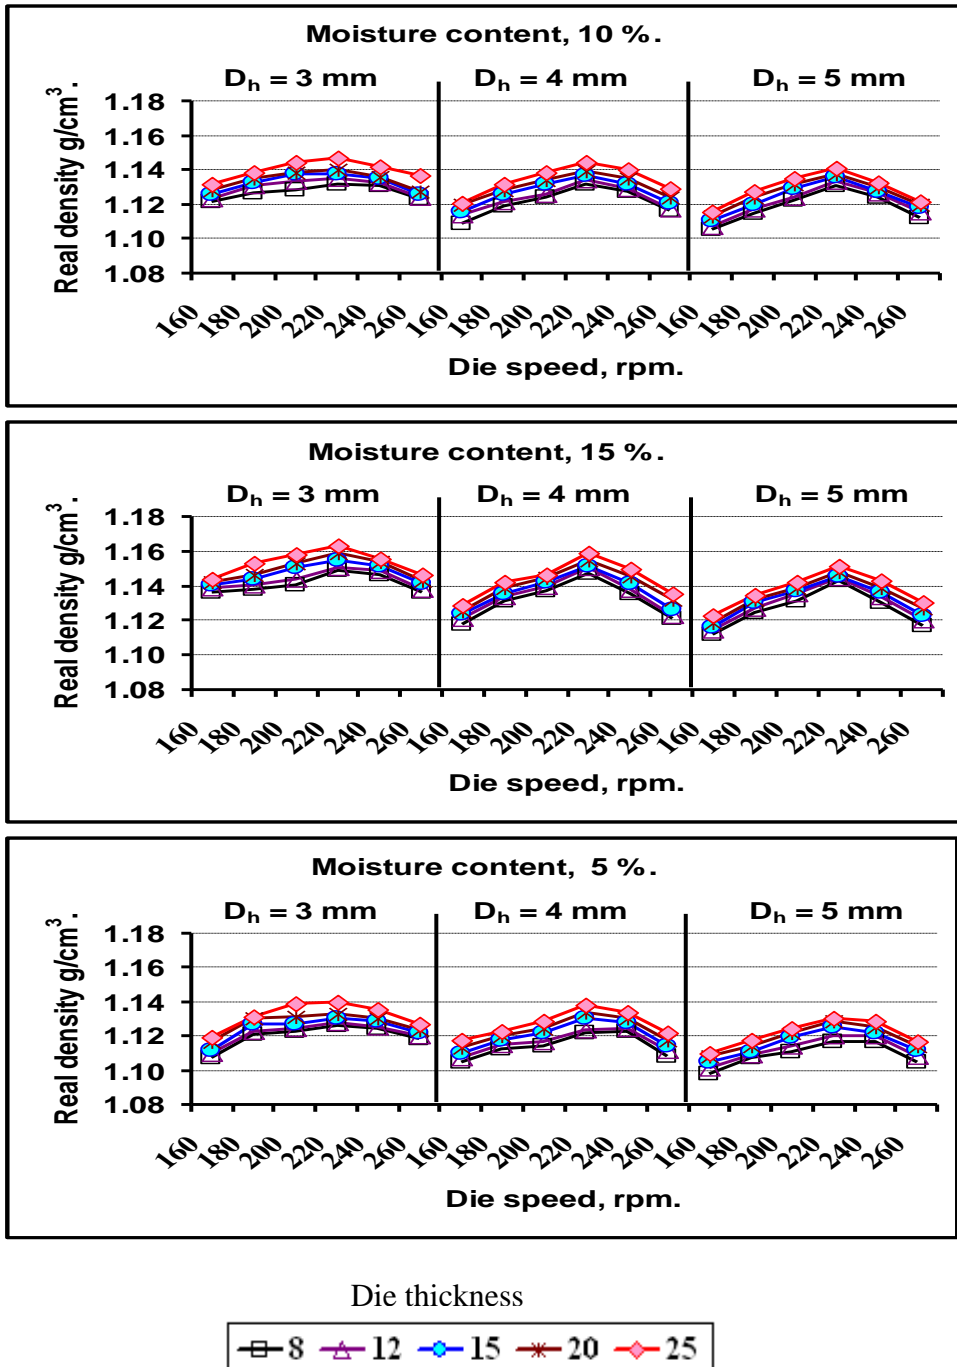 Moisture content, 10 %.
Dh = 3 mm Dh = 4 mm Dh = 5 mm
Real density g/cm³.
1.18
1.16
1.14
1.12
1.10
1.08
160 180 200 220 240 260 160 180 200 220 240 260 160 180 200 220 240 260
Die speed, rpm.
Moisture content, 15 %.
Dh = 3 mm Dh = 4 mm Dh = 5 mm
Real density g/cm³.
1.18
1.16
1.14
1.12
1.10
1.08
160 180 200 220 240 260 160 180 200 220 240 260 160 180 200 220 240 260
Die speed, rpm.
Moisture content, 5 %.
Dh = 3 mm Dh = 4 mm Dh = 5 mm
Real density g/cm³.
1.18
1.16
1.14
1.12
1.10
1.08
160 180 200 220 240 260 160 180 200 220 240 260 160 180 200 220 240 260
Die speed, rpm.
Die thickness
8 12 15 20 25